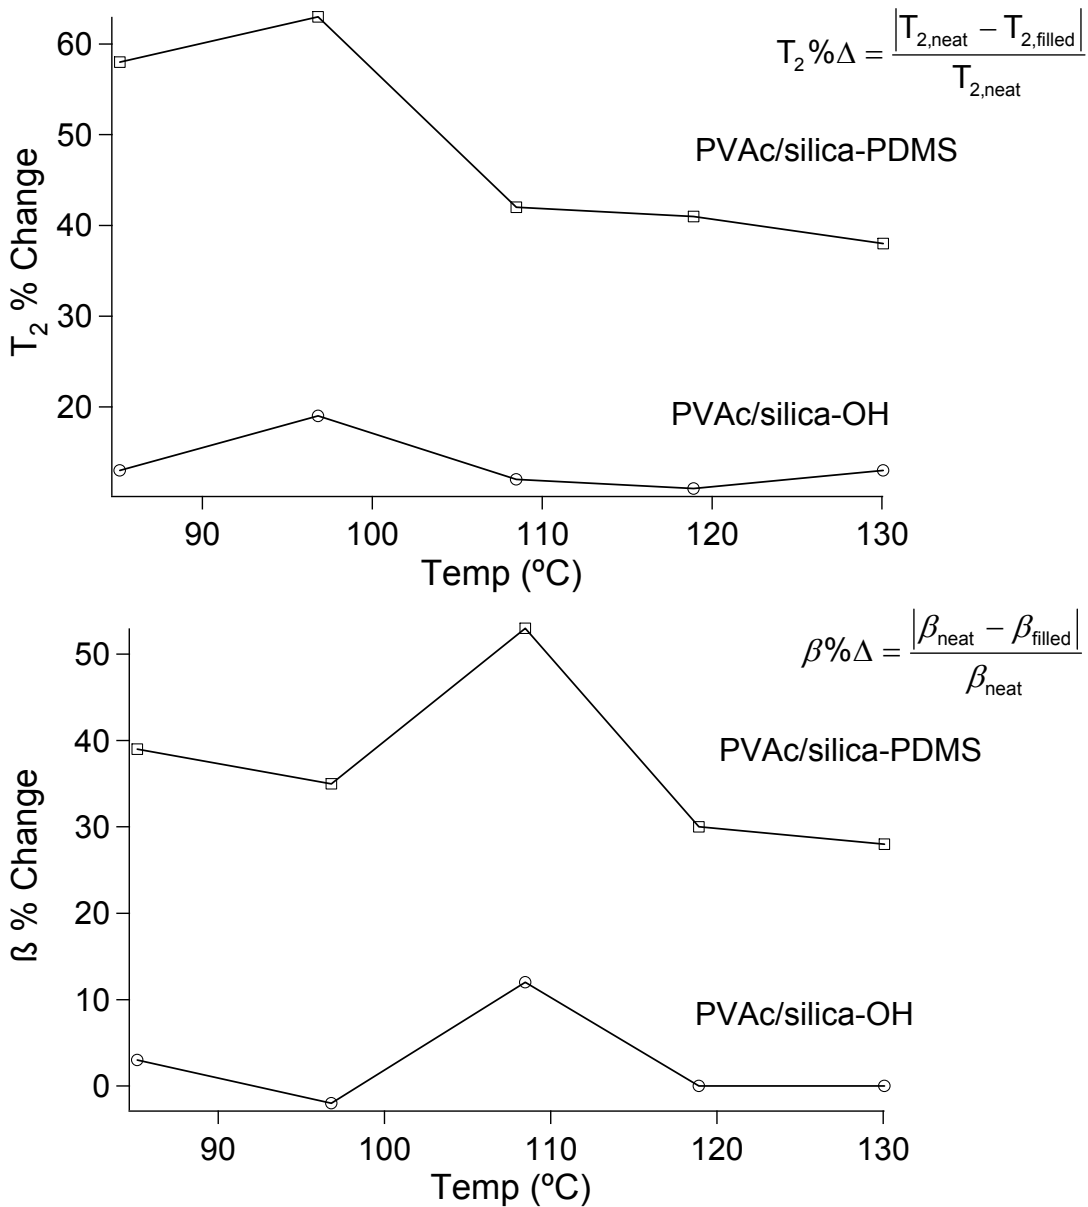 60
50
40
30
20
T₂ % Change
T₂%Δ = |T₂,neat − T₂,filled| / T₂,neat
PVAc/silica-PDMS
PVAc/silica-OH
90 100 110 120 130
Temp (ºC)
50
40
30
20
10
0
ß % Change
β%Δ = |βneat − βfilled| / βneat
PVAc/silica-PDMS
PVAc/silica-OH
90 100 110 120 130
Temp (ºC)